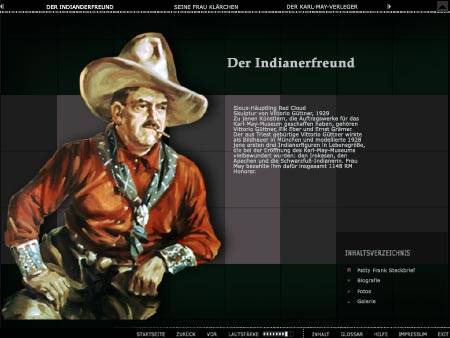 DER INDIANERFREUND SEINE FRAU KLÄRCHEN DER KARL-MAY-VERLEGER
Der Indianerfreund
Sioux-Häuptling Red Cloud
Skulptur von Vittorio Güttner, 1929
Zu jenen Künstlern, die Auftragswerke für das
Karl-May-Museum geschaffen haben, gehören
Vittorio Güttner, Elk Eber und Ernst Grämer.
Der aus Triest gebürtige Vittorio Güttner wirkte
als Bildhauer in München und modellierte 1928
jene ersten drei Indianerfiguren in Lebensgröße,
die bei der Eröffnung des Karl-May-Museums
vielbewundert wurden: den Irokesen, den
Apachen und die Schwarzfuß-Indianerin. Frau
May bezahlte ihm dafür insgesamt 1148 RM
Honorar.
INHALTSVERZEICHNIS
Patty Frank Steckbrief
Biografie
Fotos
Galerie
STARTSEITE ZURÜCK VOR LAUTSTÄRKE INHALT GLOSSAR HILFE IMPRESSUM EXIT